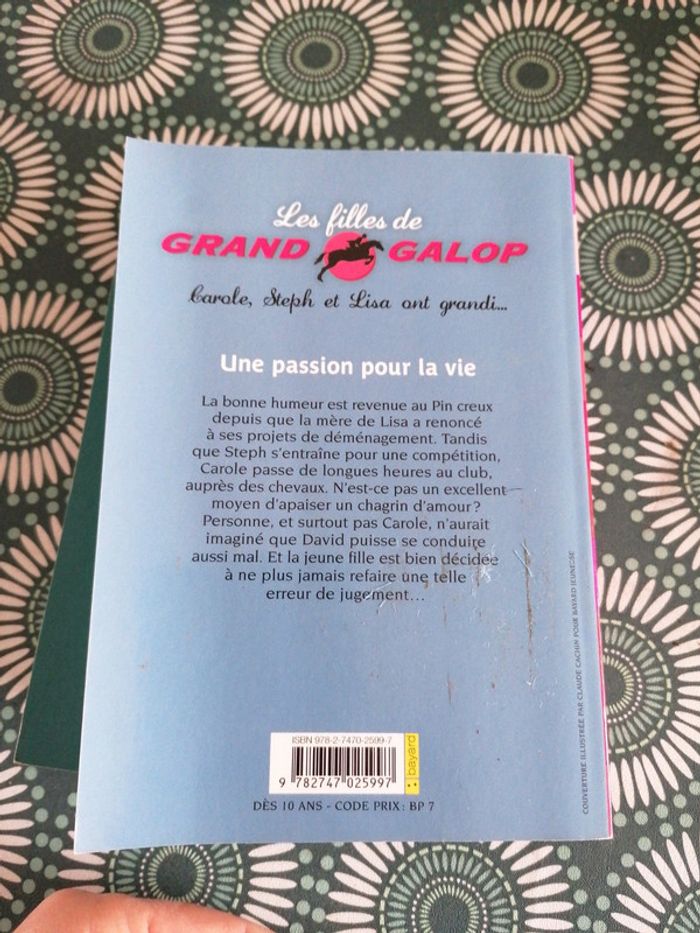 Les filles de
GRAND GALOP
Carole, Steph et Lisa ont grandi...
Une passion pour la vie
La bonne humeur est revenue au Pin creux
depuis que la mère de Lisa a renoncé
à ses projets de déménagement. Tandis
que Steph s'entraîne pour une compétition,
Carole passe de longues heures au club,
auprès des chevaux. N'est-ce pas un excellent
moyen d'apaiser un chagrin d'amour ?
Personne, et surtout pas Carole, n'aurait
imaginé que David puisse se conduire
aussi mal. Et la jeune fille est bien décidée
à ne plus jamais refaire une telle
erreur de jugement...
ISBN 978-2-7470-2599-7
9 782747 025997
bayard
DÈS 10 ANS - CODE PRIX : BP 7
COUVERTURE ILLUSTRÉE PAR CLAUDE CACHIN POUR BAYARD JEUNESSE